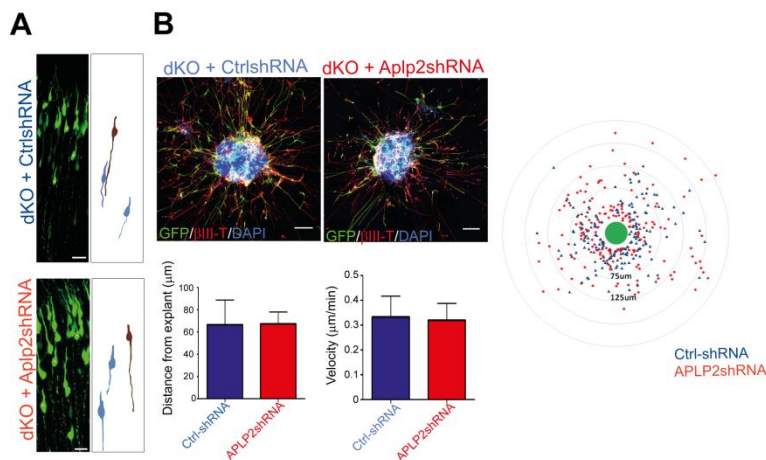 A
B
dKO + CtrlshRNA
dKO + Aplp2shRNA
dKO + CtrlshRNA
dKO + Aplp2shRNA
GFP/βIII-T/DAPI
GFP/βIII-T/DAPI
Distance from explant (μm)
100
80
60
40
20
0
Ctrl-shRNA
APLP2shRNA
Velocity (μm/min)
0.5
0.4
0.3
0.2
0.1
0
Ctrl-shRNA
APLP2shRNA
75um
125um
Ctrl-shRNA
APLP2shRNA